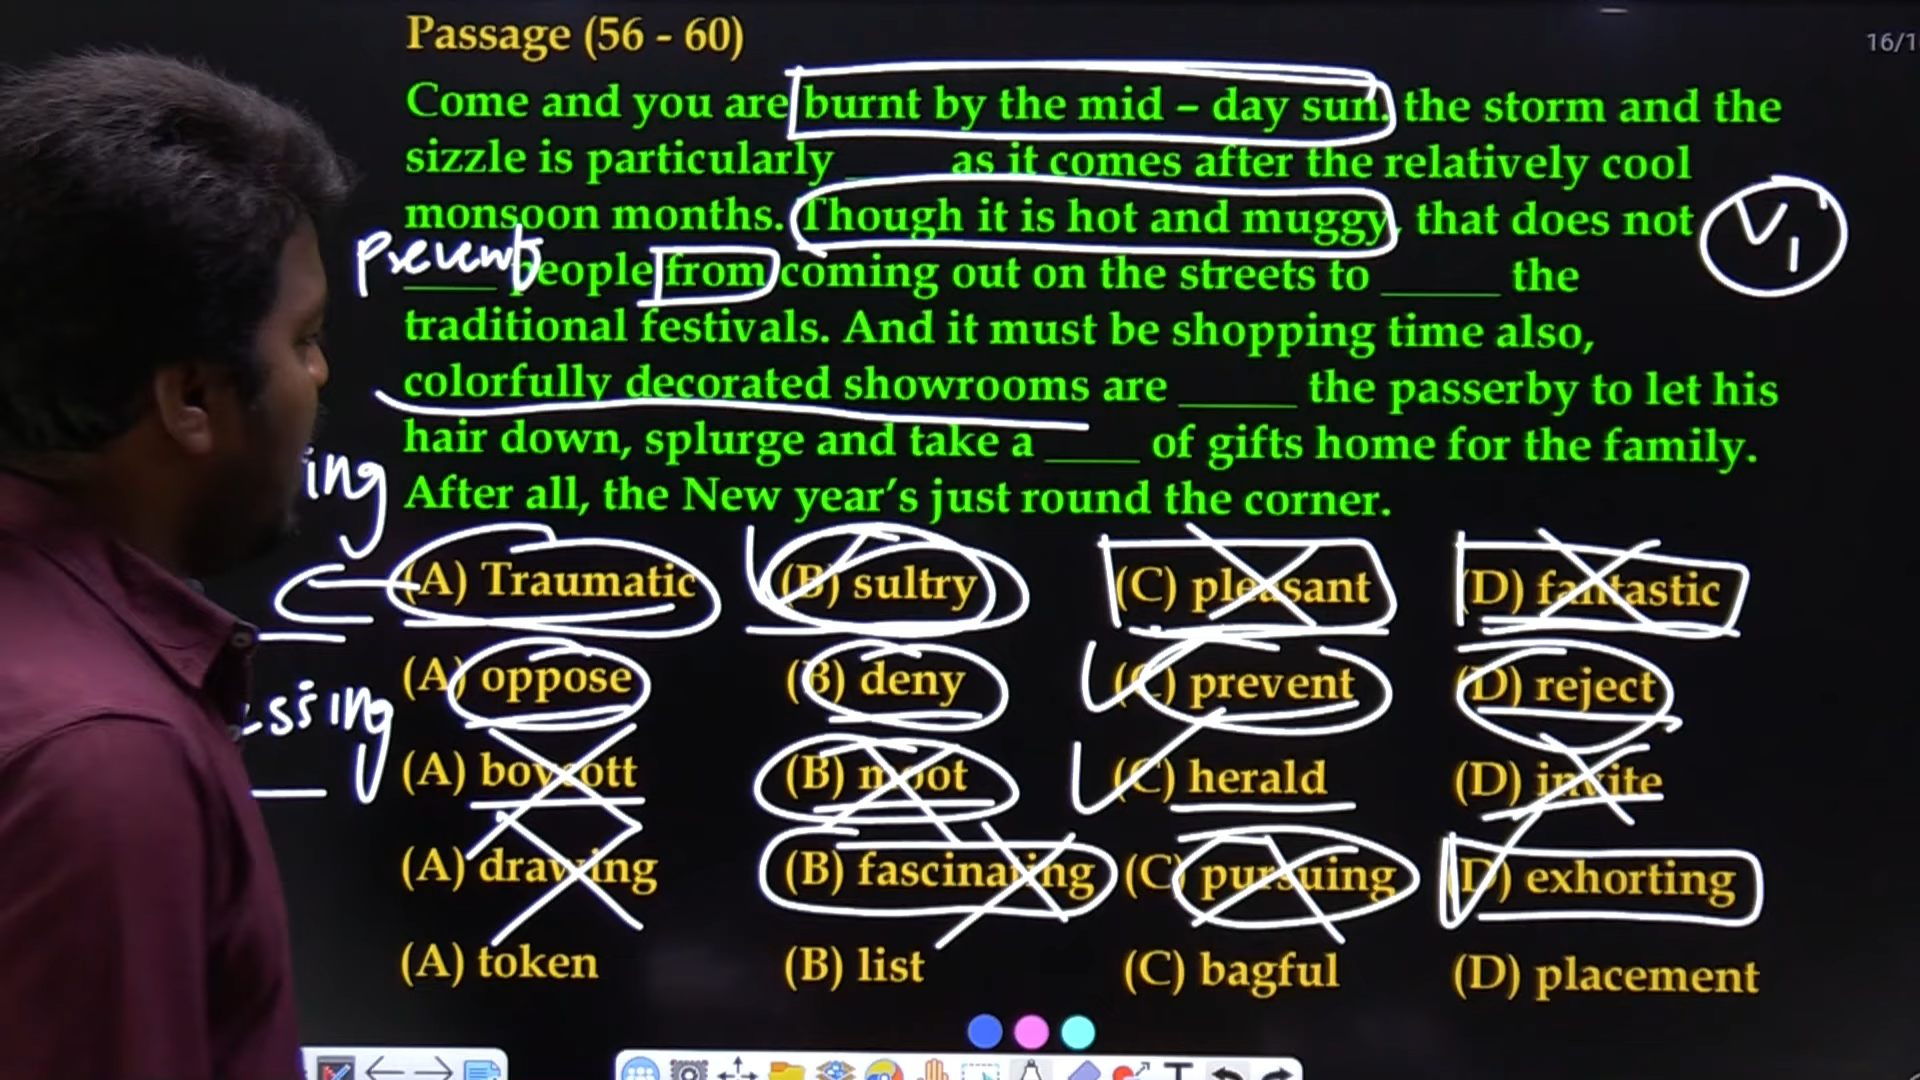 Passage (56 - 60)
16/1
Come and you are burnt by the mid – day sun. the storm and the
sizzle is particularly ____ as it comes after the relatively cool
monsoon months. Though it is hot and muggy, that does not
V1
prevent
____ people from coming out on the streets to _____ the
traditional festivals. And it must be shopping time also,
colorfully decorated showrooms are _____ the passerby to let his
hair down, splurge and take a ____ of gifts home for the family.
ing
After all, the New year's just round the corner.
(A) Traumatic (B) sultry (C) pleasant (D) fantastic
(A) oppose (B) deny (C) prevent (D) reject
ssing
(A) boycott (B) moot (C) herald (D) invite
(A) drawing (B) fascinating (C) pursuing (D) exhorting
(A) token (B) list (C) bagful (D) placement
T